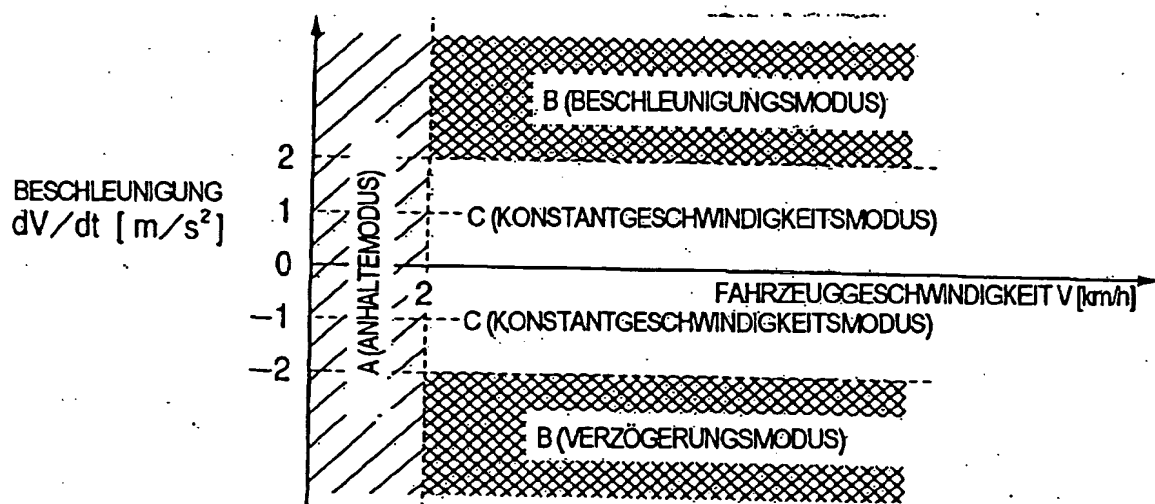 B (BESCHLEUNIGUNGSMODUS)
2
BESCHLEUNIGUNG
dV/dt [m/s²]
1
C (KONSTANTGESCHWINDIGKEITSMODUS)
A (ANHALTEMODUS)
0
2
FAHRZEUGGESCHWINDIGKEIT V [km/h]
-1
C (KONSTANTGESCHWINDIGKEITSMODUS)
-2
B (VERZÖGERUNGSMODUS)